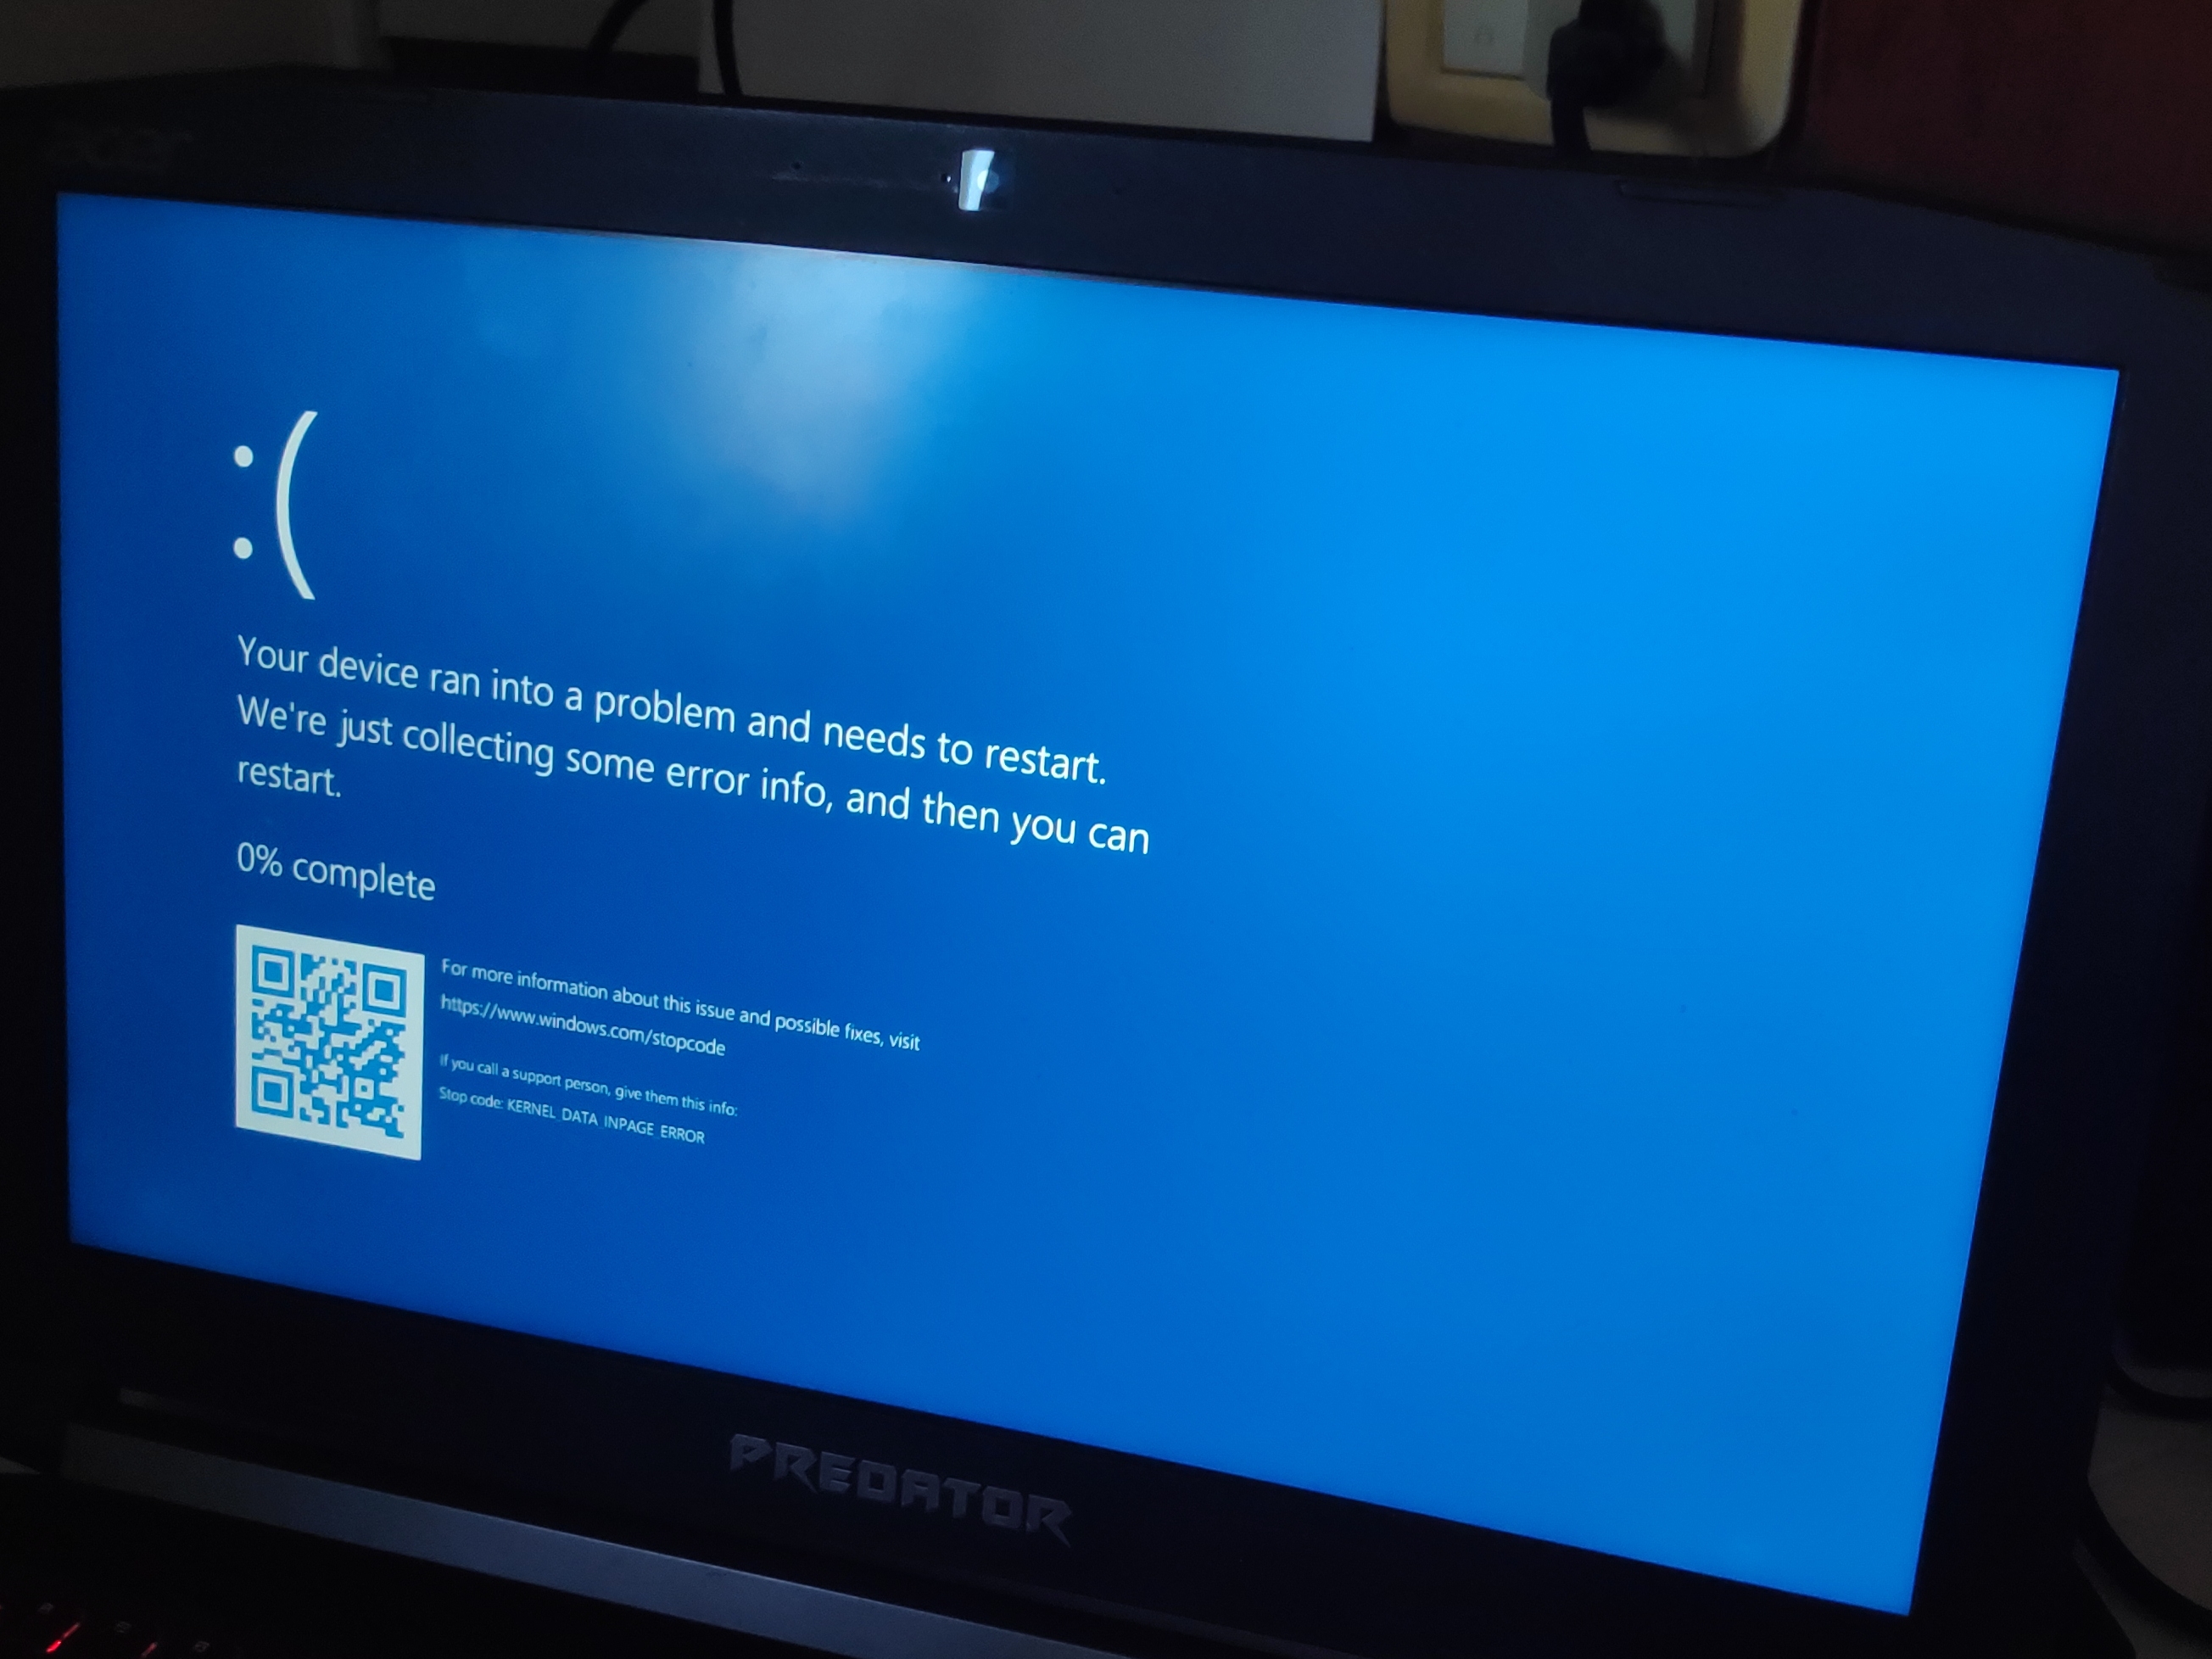 acer
:(
Your device ran into a problem and needs to restart.
We're just collecting some error info, and then you can
restart.
0% complete
For more information about this issue and possible fixes, visit
https://www.windows.com/stopcode
If you call a support person, give them this info:
Stop code: KERNEL_DATA_INPAGE_ERROR
PREDATOR